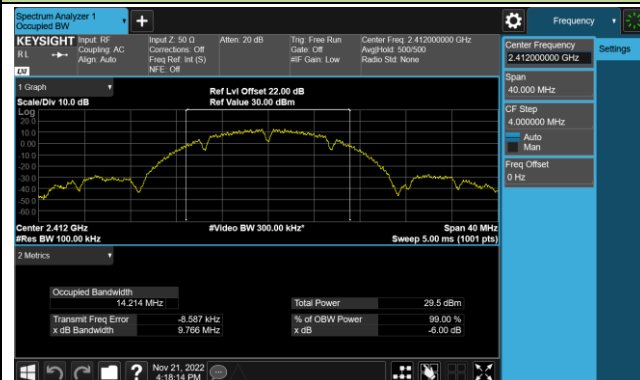 Spectrum Analyzer 1
Occupied BW
+
Frequency
KEYSIGHT
RL
Input: RF
Coupling: AC
Align: Auto
Input Z: 50 Ω
Corrections: Off
Freq Ref: Int (S)
NFE: Off
Atten: 20 dB
Trig: Free Run
Gate: Off
#IF Gain: Low
Center Freq: 2.412000000 GHz
Avg|Hold: 500/500
Radio Std: None
Center Frequency
2.412000000 GHz
Settings
Span
40.000 MHz
CF Step
4.000000 MHz
Auto
Man
Freq Offset
0 Hz
1 Graph
Scale/Div 10.0 dB
Ref Lvl Offset 22.00 dB
Ref Value 30.00 dBm
Log
20.0
10.0
0.00
-10.0
-20.0
-30.0
-40.0
-50.0
-60.0
Center 2.412 GHz
#Video BW 300.00 kHz*
Span 40 MHz
#Res BW 100.00 kHz
Sweep 5.00 ms (1001 pts)
2 Metrics
Occupied Bandwidth
14.214 MHz
Total Power 29.5 dBm
Transmit Freq Error -8.587 kHz
% of OBW Power 99.00 %
x dB Bandwidth 9.766 MHz
x dB -6.00 dB
?
Nov 21, 2022
4:18:14 PM